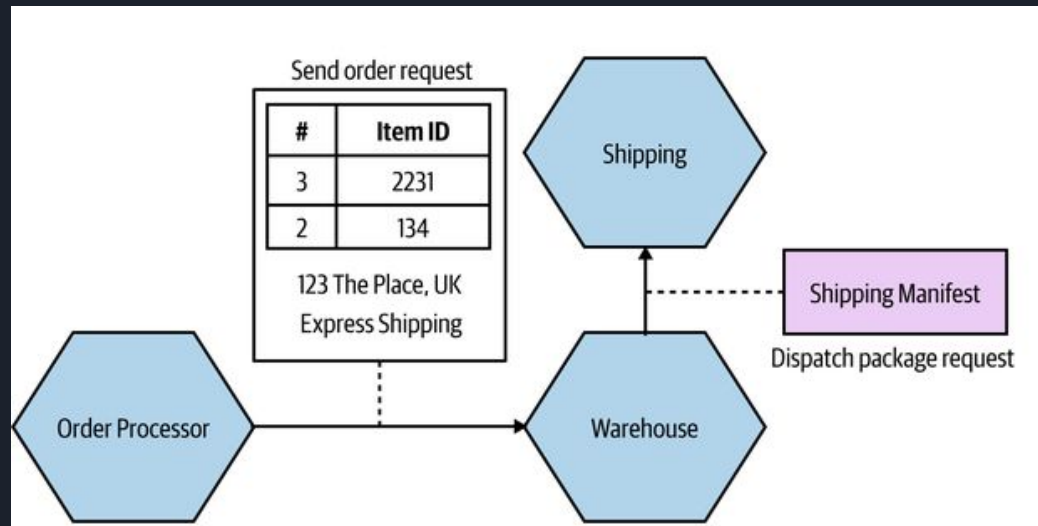 Send order request
# Item ID
3 2231
2 134
123 The Place, UK
Express Shipping
Shipping
Shipping Manifest
Dispatch package request
Order Processor
Warehouse